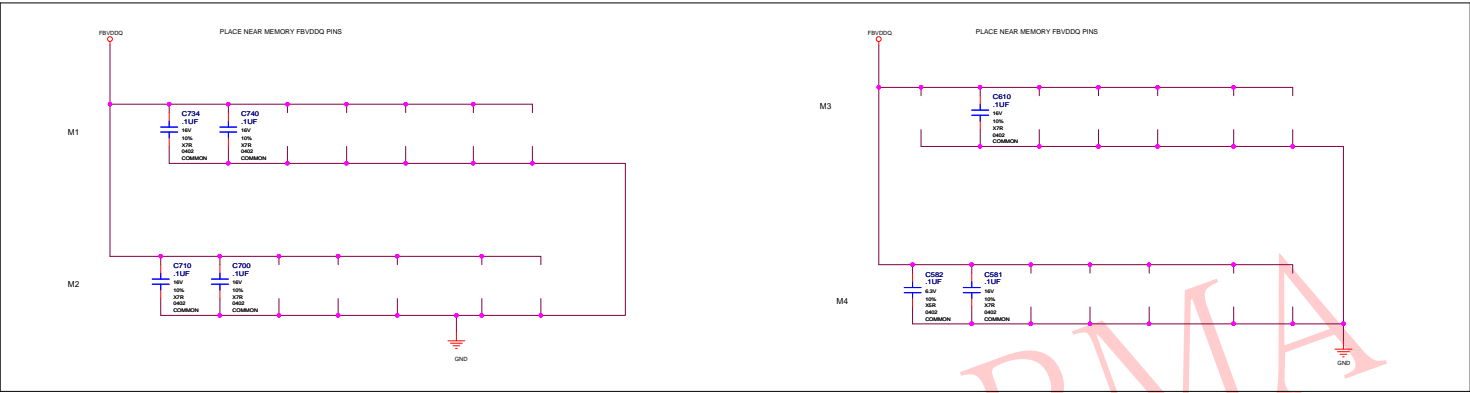 FBVDDQ
PLACE NEAR MEMORY FBVDDQ PINS
M1
C734
.1UF
16V
10%
X7R
0402
COMMON
C740
.1UF
16V
10%
X7R
0402
COMMON
M2
C710
.1UF
16V
10%
X7R
0402
COMMON
C700
.1UF
16V
10%
X7R
0402
COMMON
GND
FBVDDQ
PLACE NEAR MEMORY FBVDDQ PINS
M3
C610
.1UF
16V
10%
X7R
0402
COMMON
M4
C582
.1UF
6.3V
10%
X5R
0402
COMMON
C581
.1UF
16V
10%
X7R
0402
COMMON
GND